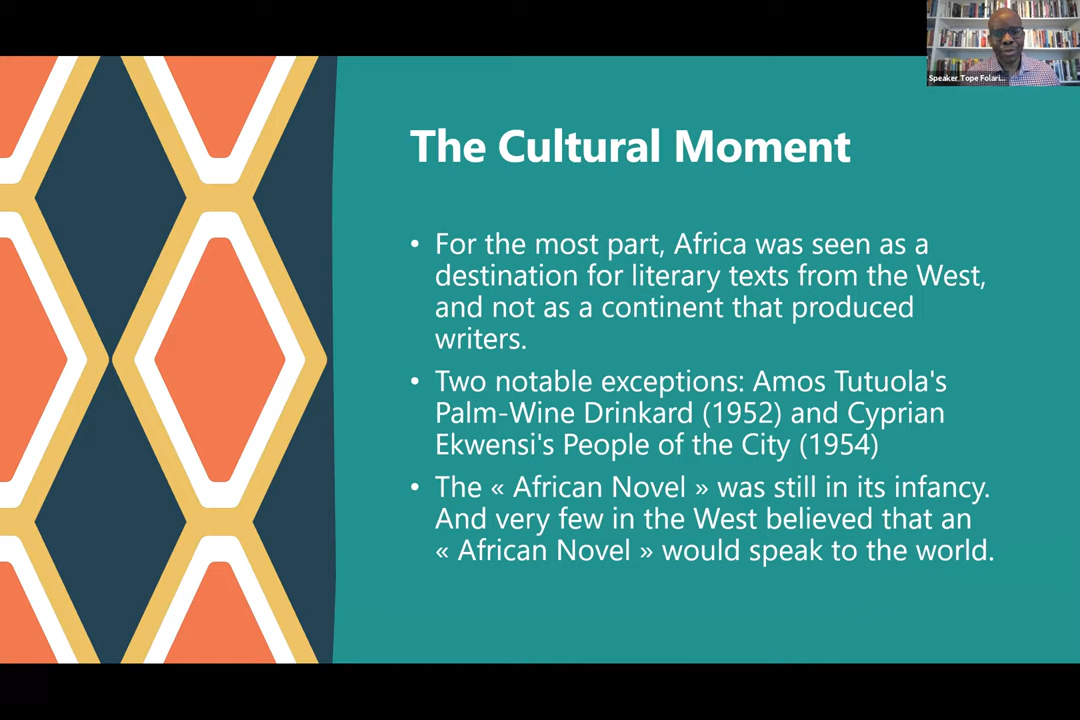 Speaker Tope Folari...
The Cultural Moment
• For the most part, Africa was seen as a
destination for literary texts from the West,
and not as a continent that produced
writers.
• Two notable exceptions: Amos Tutuola's
Palm-Wine Drinkard (1952) and Cyprian
Ekwensi's People of the City (1954)
• The « African Novel » was still in its infancy.
And very few in the West believed that an
« African Novel » would speak to the world.